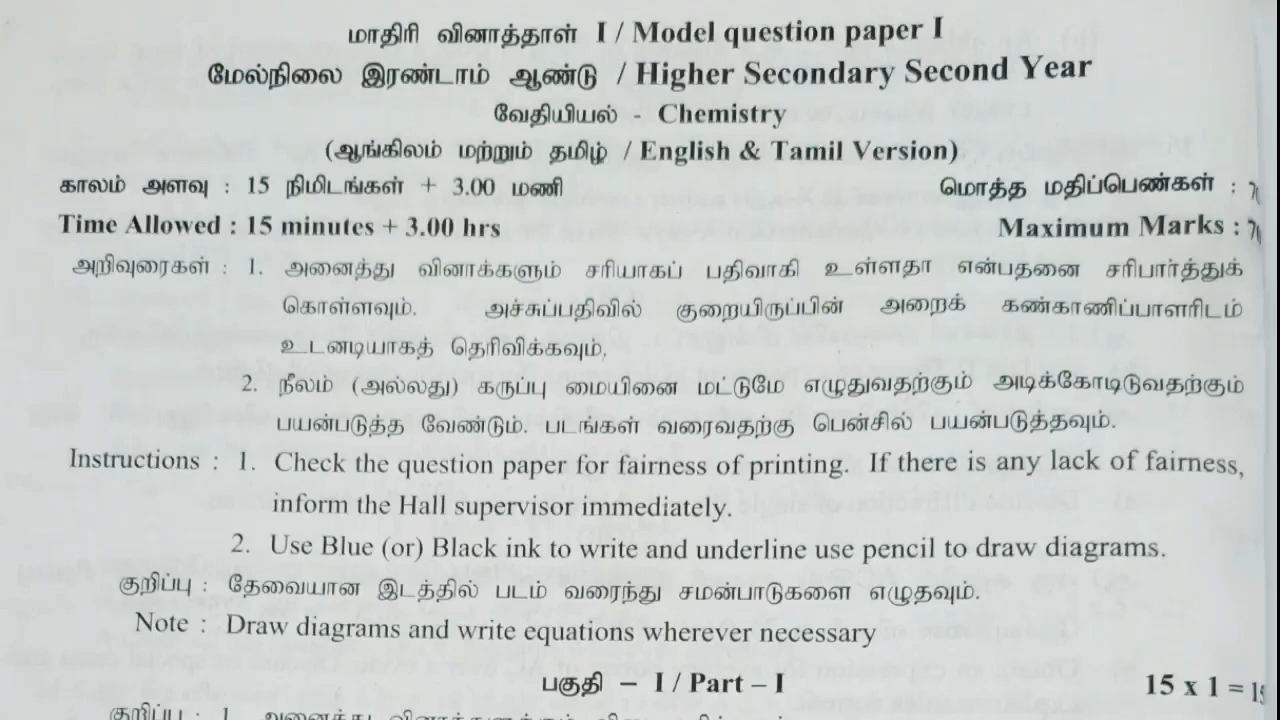 மாதிரி வினாத்தாள் I / Model question paper I
மேல்நிலை இரண்டாம் ஆண்டு / Higher Secondary Second Year
வேதியியல் - Chemistry
(ஆங்கிலம் மற்றும் தமிழ் / English & Tamil Version)
காலம் அளவு : 15 நிமிடங்கள் + 3.00 மணி மொத்த மதிப்பெண்கள் :
Time Allowed : 15 minutes + 3.00 hrs Maximum Marks :
அறிவுரைகள் : 1. அனைத்து வினாக்களும் சரியாகப் பதிவாகி உள்ளதா என்பதனை சரிபார்த்துக்
கொள்ளவும். அச்சுப்பதிவில் குறையிருப்பின் அறைக் கண்காணிப்பாளரிடம்
உடனடியாகத் தெரிவிக்கவும்.
2. நீலம் (அல்லது) கருப்பு மையினை மட்டுமே எழுதுவதற்கும் அடிக்கோடிடுவதற்கும்
பயன்படுத்த வேண்டும். படங்கள் வரைவதற்கு பென்சில் பயன்படுத்தவும்.
Instructions : 1. Check the question paper for fairness of printing. If there is any lack of fairness,
inform the Hall supervisor immediately.
2. Use Blue (or) Black ink to write and underline use pencil to draw diagrams.
குறிப்பு : தேவையான இடத்தில் படம் வரைந்து சமன்பாடுகளை எழுதவும்.
Note : Draw diagrams and write equations wherever necessary
பகுதி – I / Part – I 15 x 1 = 15
குறிப்பு : 1. அனைத்து